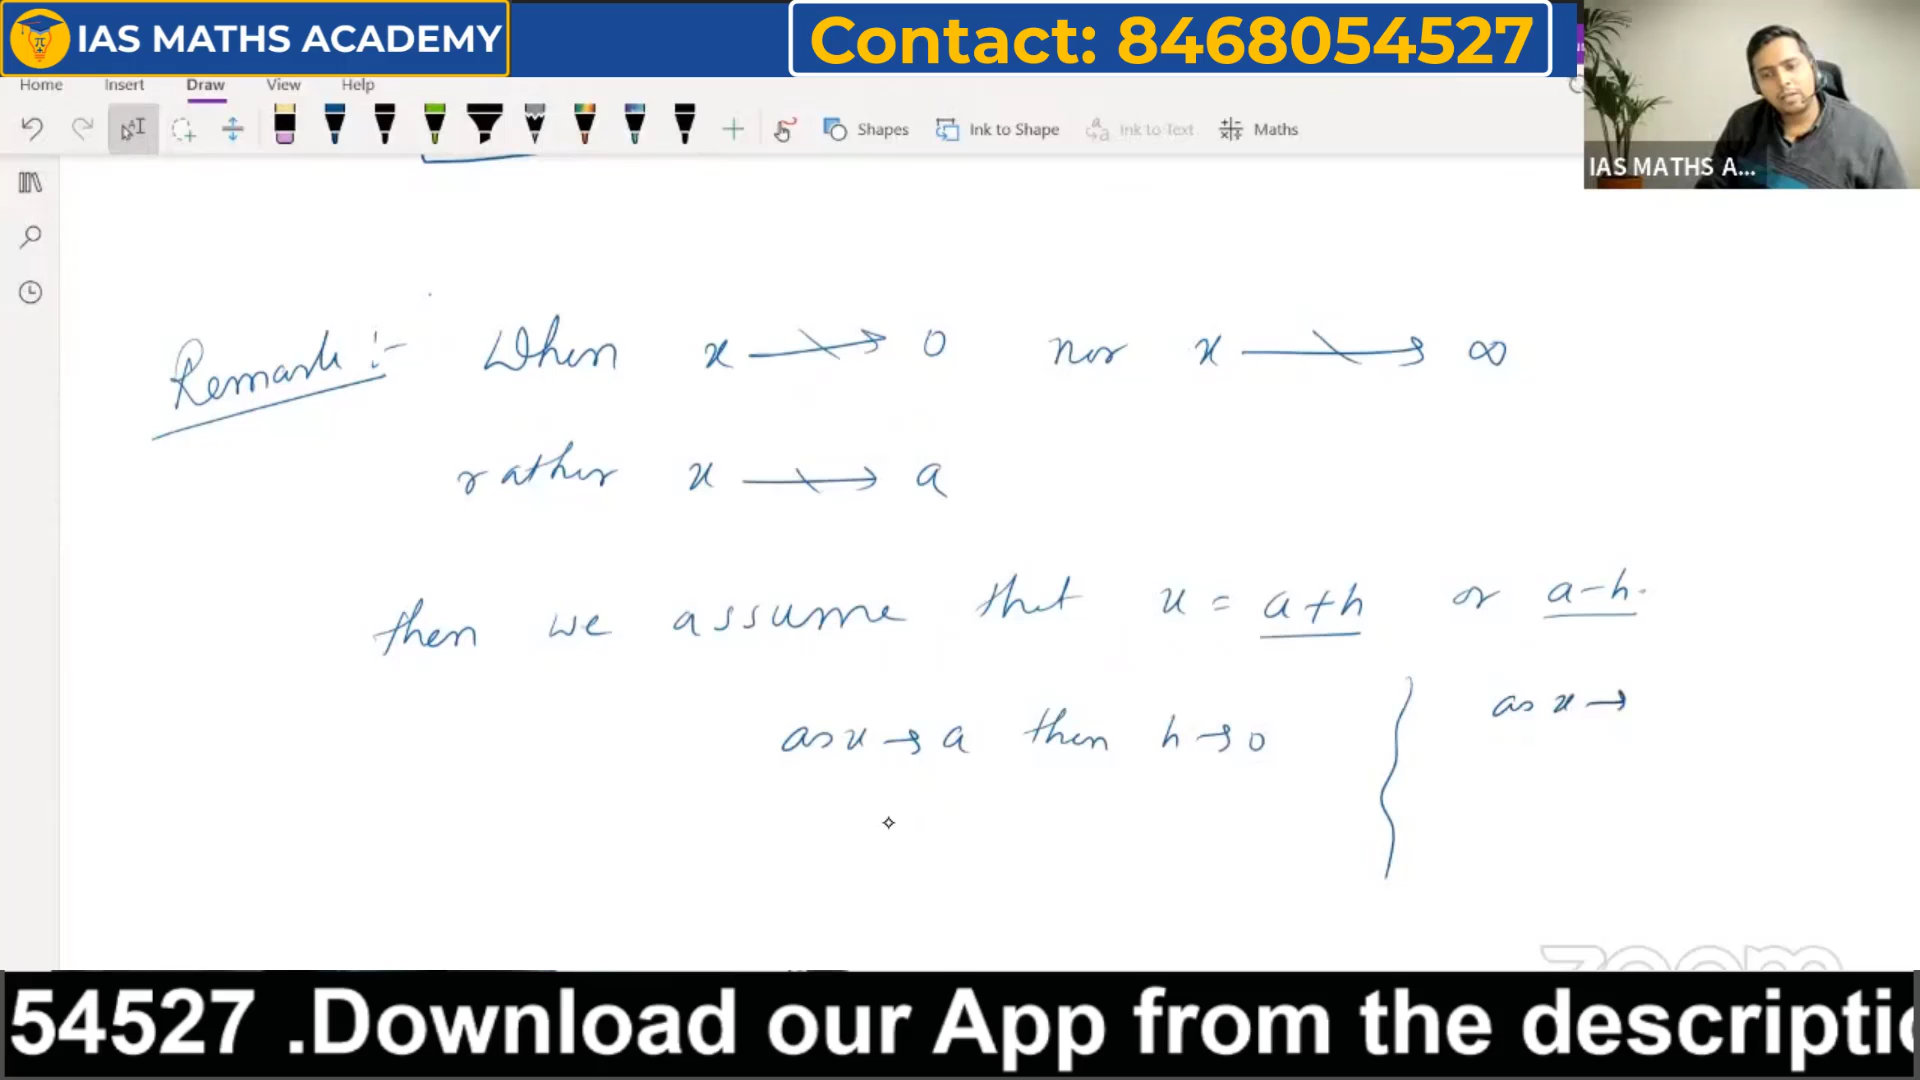 IAS MATHS ACADEMY
Contact: 8468054527
Home Insert Draw View Help
Shapes Ink to Shape Ink to Text Maths
IAS MATHS A...
Remark :- When x ↛ 0 nor x ↛ ∞
rather x ↛ a
then we assume that x = a+h or a-h.
as x → a then h → 0
as x →
zoom
54527 .Download our App from the descriptio